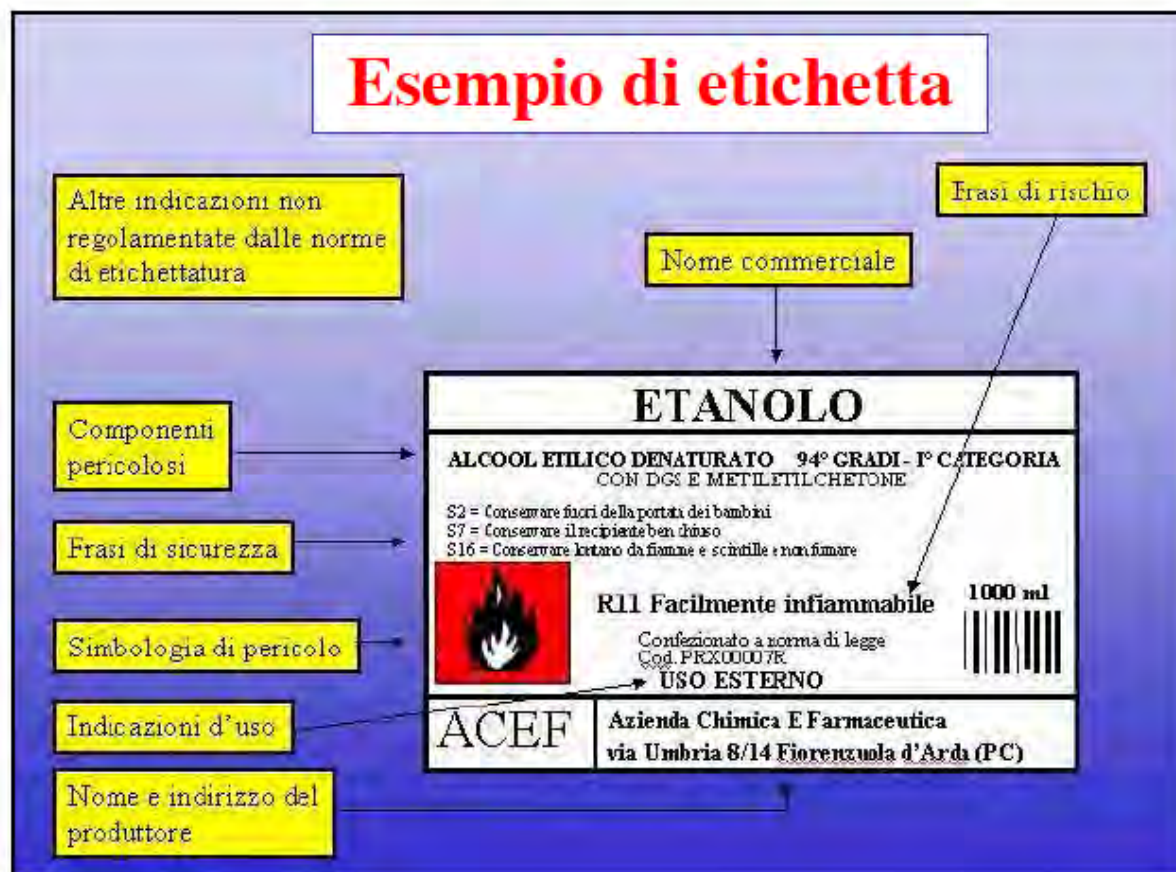 Esempio di etichetta
Altre indicazioni non
regolamentate dalle norme
di etichettatura
Frasi di rischio
Nome commerciale
Componenti
pericolosi
Frasi di sicurezza
Simbologia di pericolo
Indicazioni d'uso
Nome e indirizzo del
produttore
ETANOLO
ALCOOL ETILICO DENATURATO 94° GRADI - I° CATEGORIA
CON DGS E METILETILCHETONE
S2 = Conservare fuori della portata dei bambini
S7 = Conservare il recipiente ben chiuso
S16 = Conservare lontano da fiamme e scintille e non fumare
R11 Facilmente infiammabile
1000 ml
Confezionato a norma di legge
Cod. PRX00007R
USO ESTERNO
ACEF
Azienda Chimica E Farmaceutica
via Umbria 8/14 Fiorenzuola d'Arda (PC)